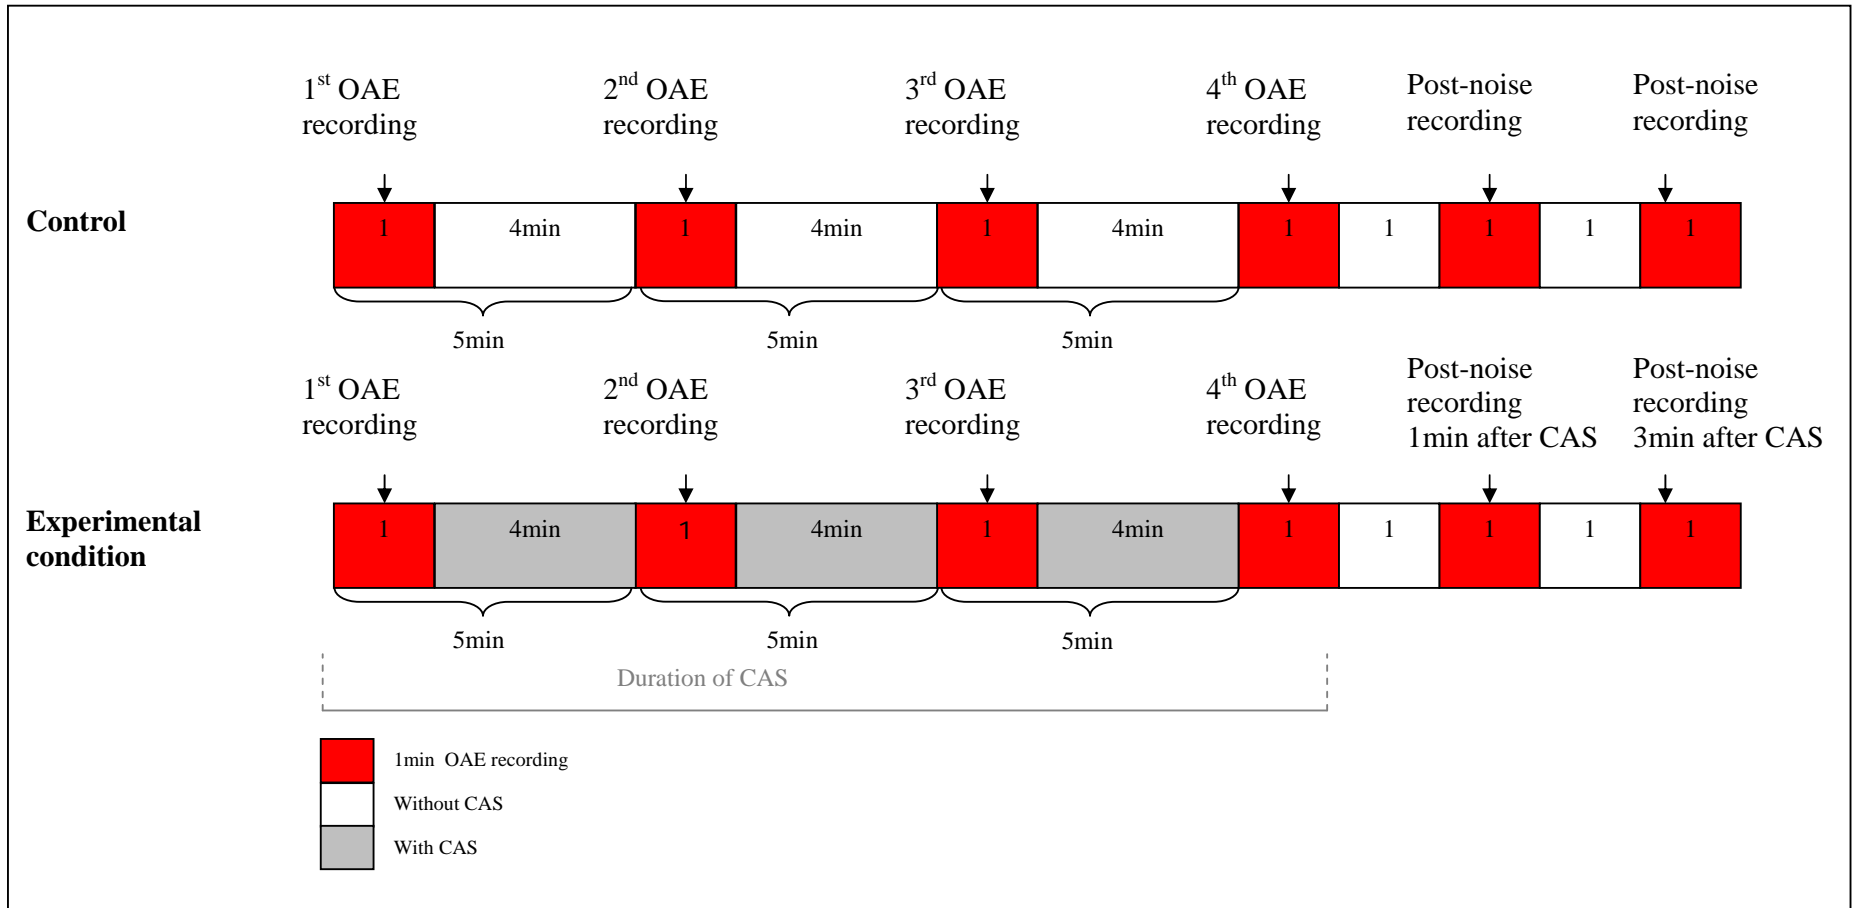 1st OAE
recording
2nd OAE
recording
3rd OAE
recording
4th OAE
recording
Post-noise
recording
Post-noise
recording
Control
1 4min 1 4min 1 4min 1 1 1 1 1
5min 5min 5min
1st OAE
recording
2nd OAE
recording
3rd OAE
recording
4th OAE
recording
Post-noise
recording
1min after CAS
Post-noise
recording
3min after CAS
Experimental
condition
1 4min 1 4min 1 4min 1 1 1 1 1
5min 5min 5min
Duration of CAS
1min OAE recording
Without CAS
With CAS